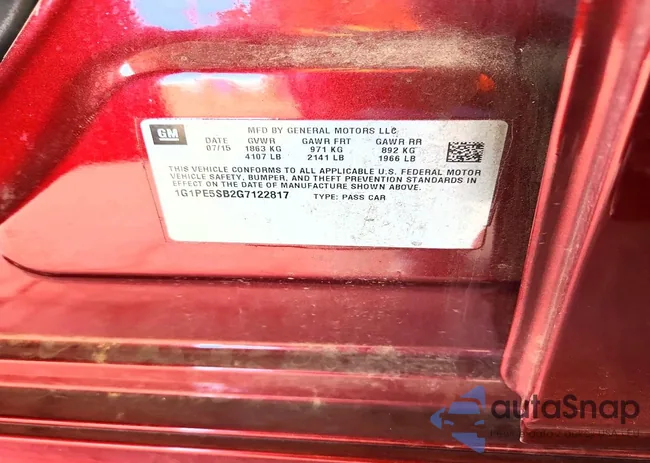 GM
MFD BY GENERAL MOTORS LLC
DATE GVWR GAWR FRT GAWR RR
07/15 1863 KG 971 KG 892 KG
4107 LB 2141 LB 1966 LB
THIS VEHICLE CONFORMS TO ALL APPLICABLE U.S. FEDERAL MOTOR
VEHICLE SAFETY, BUMPER, AND THEFT PREVENTION STANDARDS IN
EFFECT ON THE DATE OF MANUFACTURE SHOWN ABOVE.
1G1PE5SB2G7122817 TYPE: PASS CAR
autaSnap